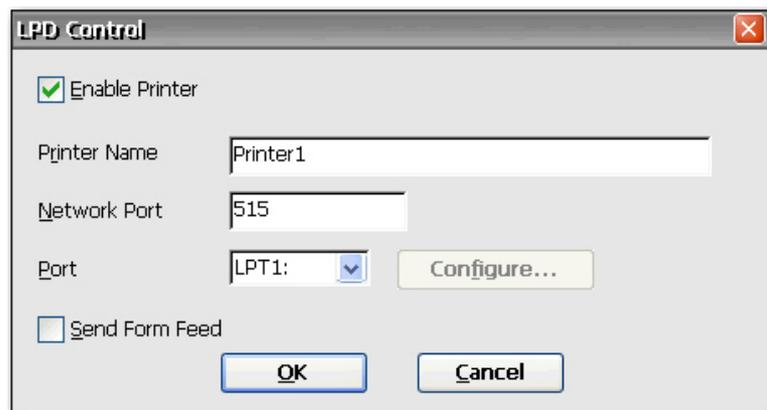 LPD Control
Enable Printer
Printer Name Printer1
Network Port 515
Port LPT1: Configure...
Send Form Feed
OK Cancel